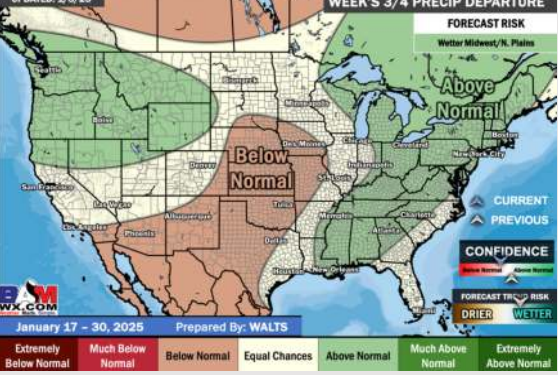 WEEK'S 3/4 PRECIP DEPARTURE
FORECAST RISK
Wetter Midwest/N. Plains
Seattle
Boise
Bismarck
Minneapolis
Above
Normal
Boston
Des Moines
Chicago
Cleveland
New York City
Below
Normal
Denver
Indianapolis
St. Louis
San Francisco
Las Vegas
Los Angeles
Phoenix
Albuquerque
Tulsa
Memphis
Charlotte
Atlanta
Dallas
Houston
New Orleans
Miami
CURRENT
PREVIOUS
CONFIDENCE
Below Normal
Above Normal
FORECAST TREND RISK
DRIER
WETTER
BAM
WX.COM
January 17 – 30, 2025
Prepared By: WALTS
Extremely
Below Normal
Much Below
Normal
Below Normal
Equal Chances
Above Normal
Much Above
Normal
Extremely
Above Normal